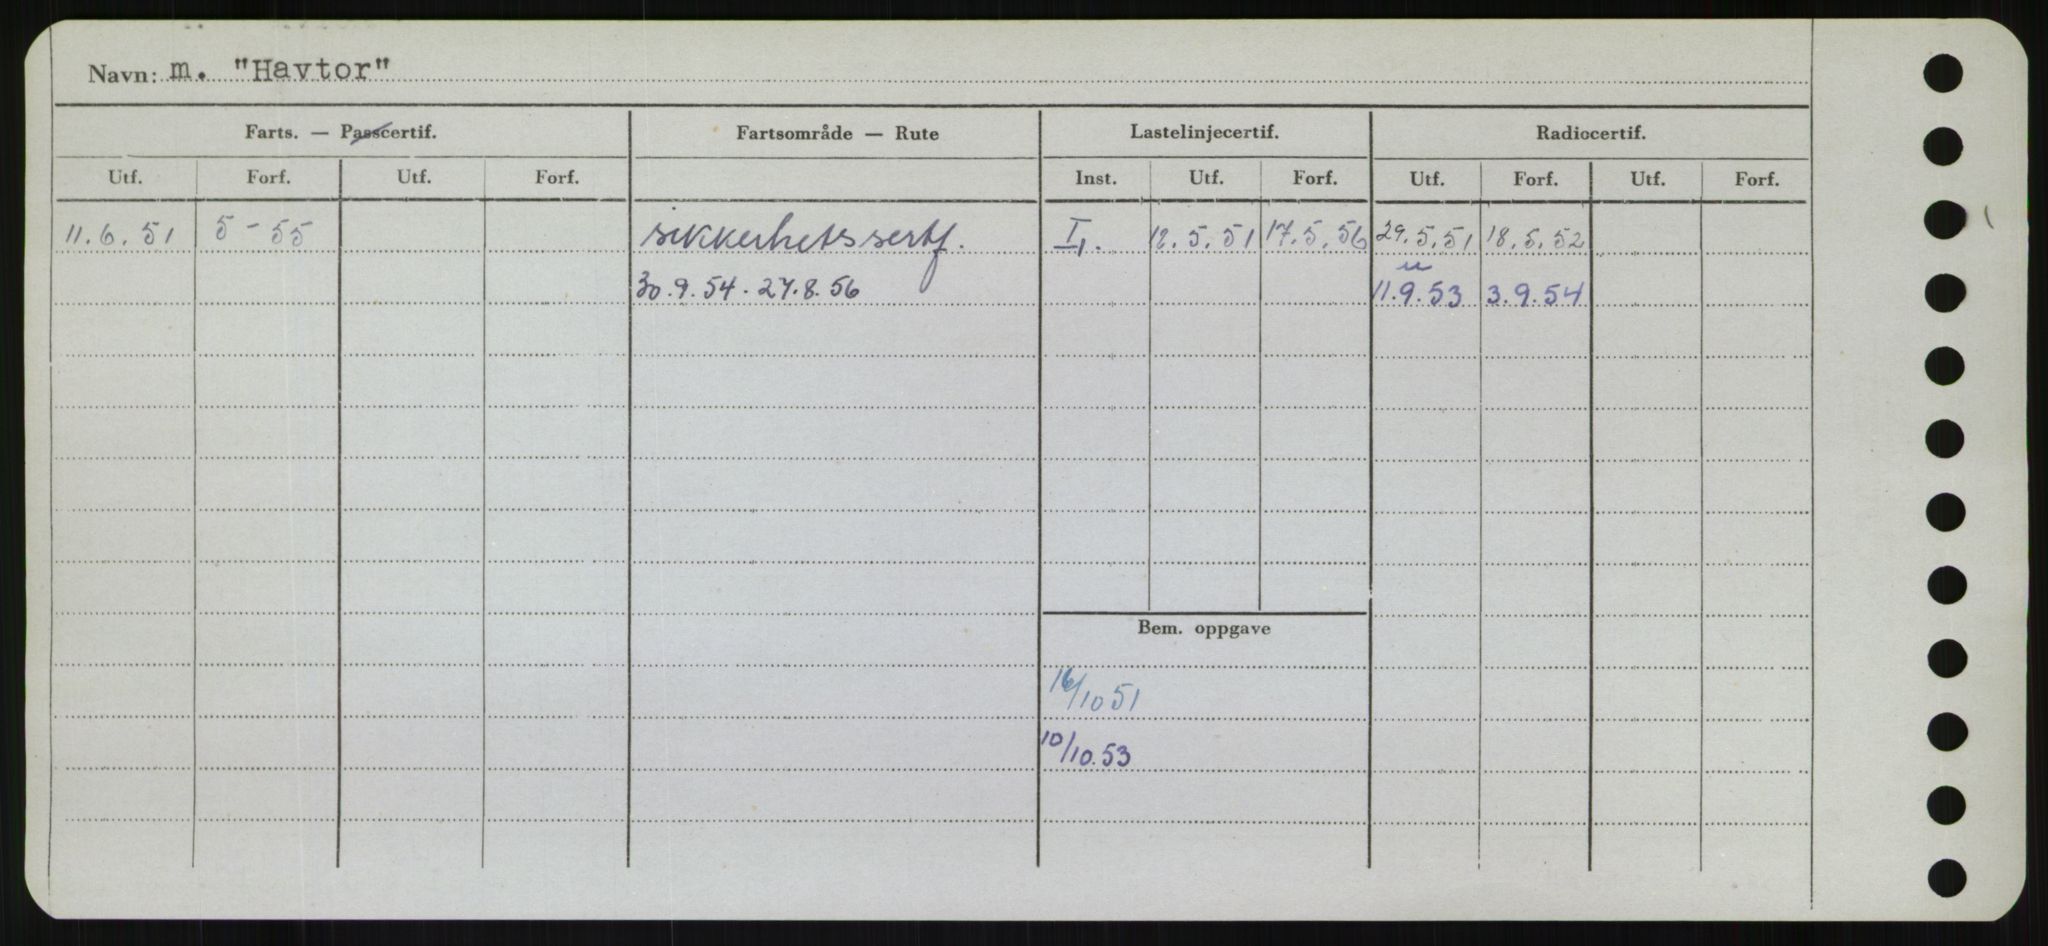 Navn: m. "Havtor"
Farts. — Passcertif. Fartsområde — Rute Lastelinjecertif. Radiocertif.
Utf. Forf. Utf. Forf. Inst. Utf. Forf. Utf. Forf. Utf. Forf.
11.6.51 5-55 sikkerhetssertf. I. 18.5.51 17.5.56 29.5.51 18.5.52
30.9.54. 27.8.56 11.9.53 3.9.54
Bem. oppgave
16/10 51
10/10.53